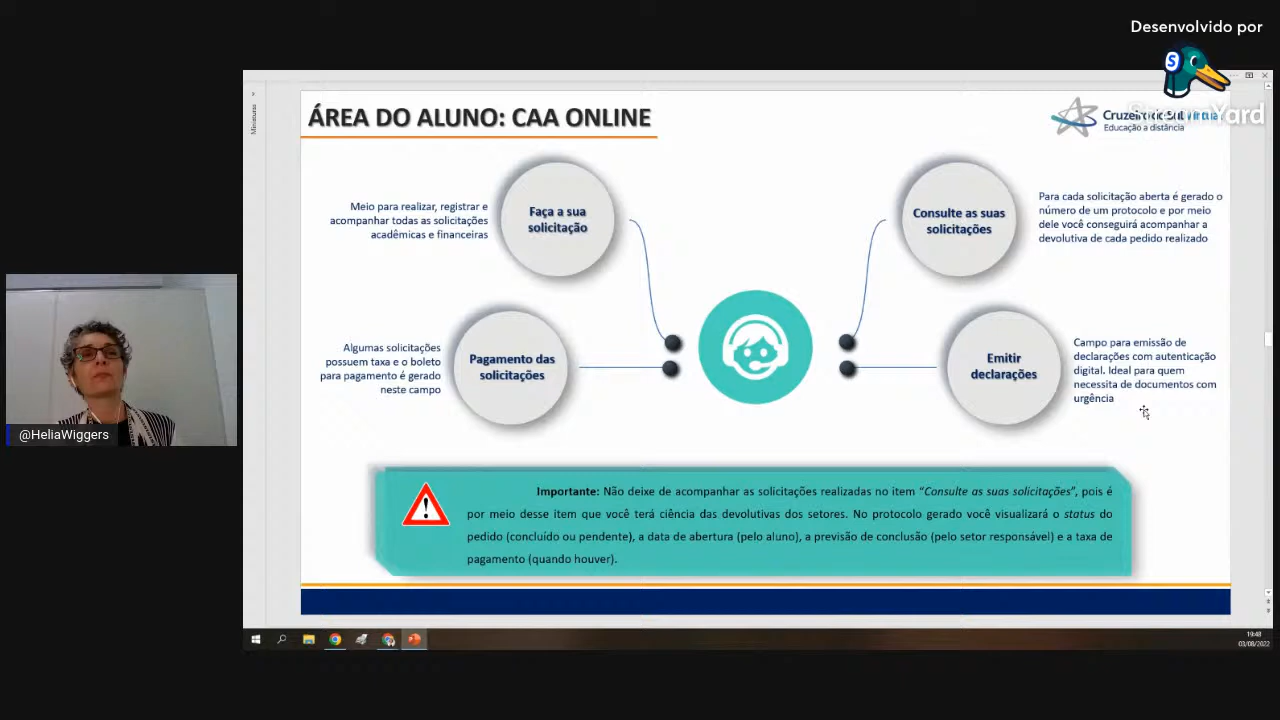 Desenvolvido por
StreamYard
ÁREA DO ALUNO: CAA ONLINE
Cruzeiro do Sul Virtual
Educação a distância
Miniaturas
Meio para realizar, registrar e
acompanhar todas as solicitações
acadêmicas e financeiras
Faça a sua
solicitação
Consulte as suas
solicitações
Para cada solicitação aberta é gerado o
número de um protocolo e por meio
dele você conseguirá acompanhar a
devolutiva de cada pedido realizado
Algumas solicitações
possuem taxa e o boleto
para pagamento é gerado
neste campo
Pagamento das
solicitações
Emitir
declarações
Campo para emissão de
declarações com autenticação
digital. Ideal para quem
necessita de documentos com
urgência
@HeliaWiggers
Importante: Não deixe de acompanhar as solicitações realizadas no item “Consulte as suas solicitações”, pois é
por meio desse item que você terá ciência das devolutivas dos setores. No protocolo gerado você visualizará o status do
pedido (concluído ou pendente), a data de abertura (pelo aluno), a previsão de conclusão (pelo setor responsável) e a taxa de
pagamento (quando houver).
19:48
03/08/2022